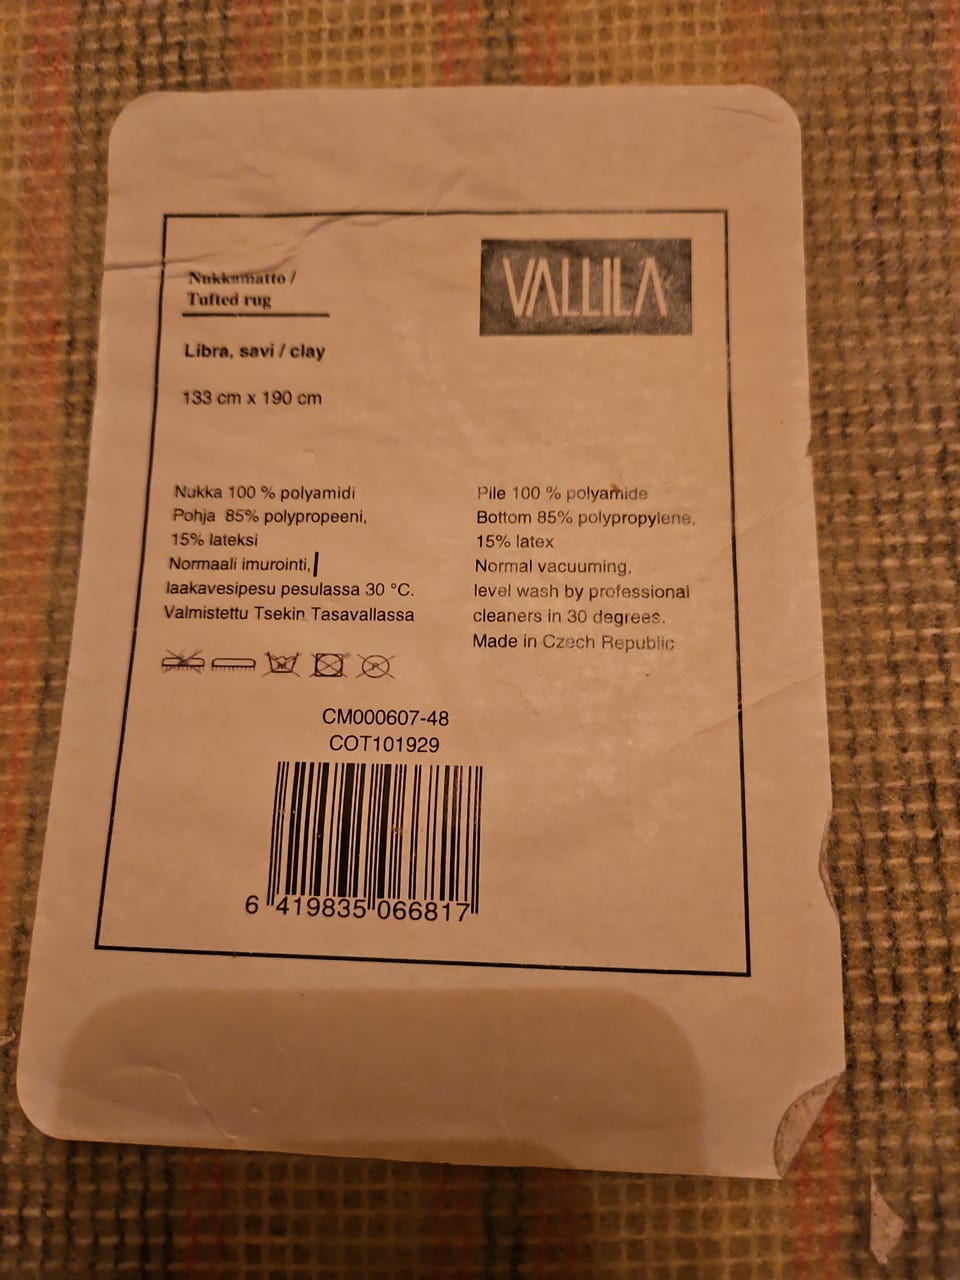 Nukkamatto /
Tufted rug
VALLILA
Libra, savi / clay
133 cm x 190 cm
Nukka 100 % polyamidi
Pohja 85% polypropeeni,
15% lateksi
Normaali imurointi,
laakavesipesu pesulassa 30 °C.
Valmistettu Tsekin Tasavallassa
Pile 100 % polyamide
Bottom 85% polypropylene,
15% latex
Normal vacuuming,
level wash by professional
cleaners in 30 degrees.
Made in Czech Republic
CM000607-48
COT101929
6 419835 066817